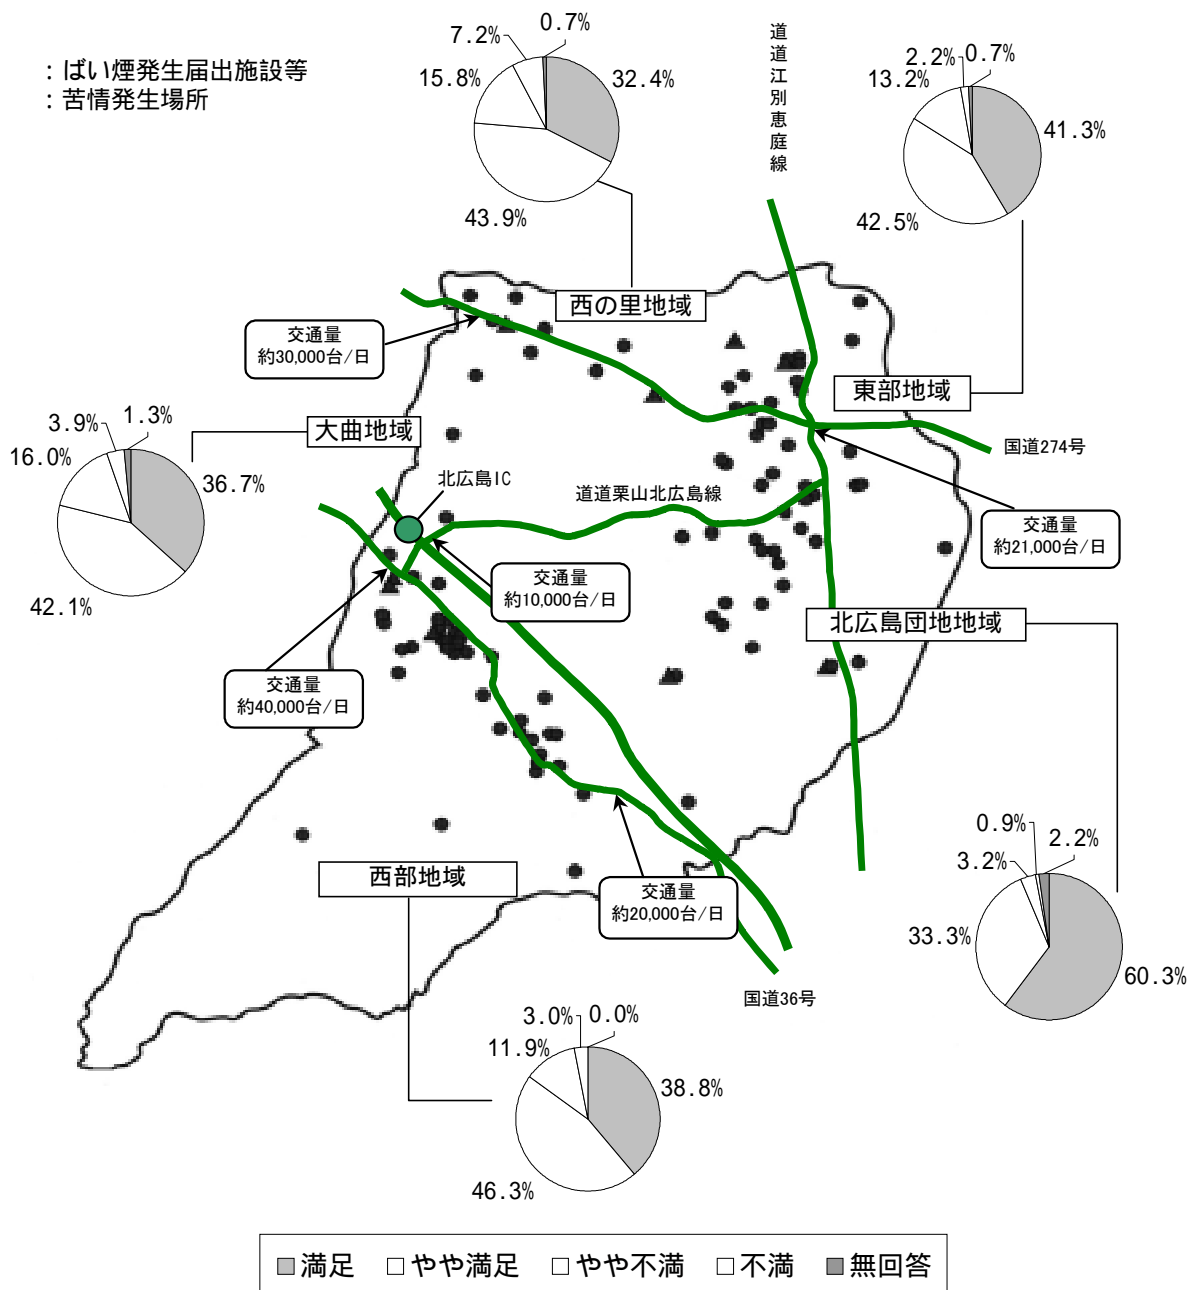 ：ばい煙発生届出施設等
：苦情発生場所
0.7%
7.2%
15.8%
32.4%
43.9%
道道江別恵庭線
2.2%
0.7%
13.2%
41.3%
42.5%
西の里地域
交通量
約30,000台/日
東部地域
大曲地域
3.9%
1.3%
16.0%
36.7%
42.1%
国道274号
北広島IC
道道栗山北広島線
交通量
約21,000台/日
交通量
約10,000台/日
北広島団地地域
交通量
約40,000台/日
0.9%
2.2%
3.2%
33.3%
60.3%
西部地域
交通量
約20,000台/日
国道36号
3.0%
0.0%
11.9%
38.8%
46.3%
満足
やや満足
やや不満
不満
無回答